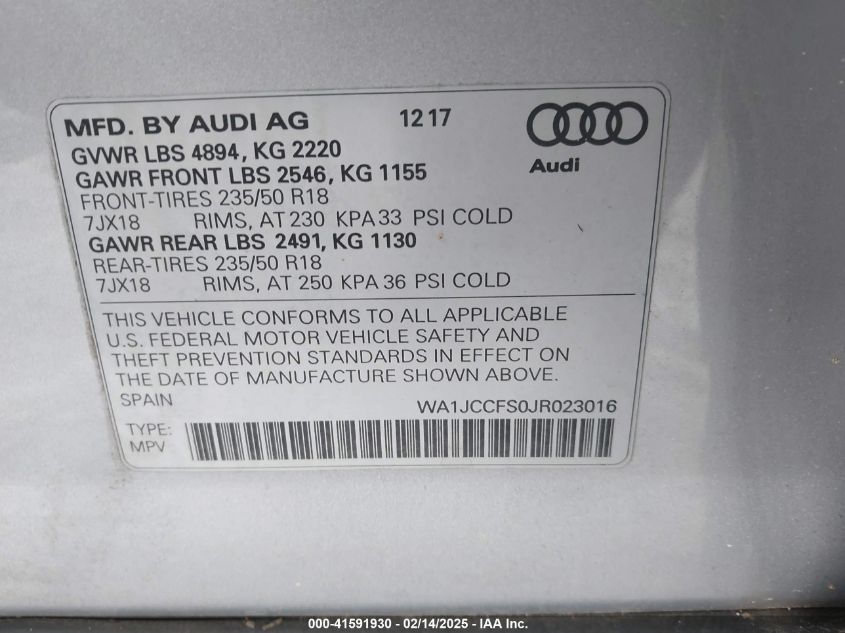 MFD. BY AUDI AG 12 17
GVWR LBS 4894, KG 2220
Audi
GAWR FRONT LBS 2546, KG 1155
FRONT-TIRES 235/50 R18
7JX18 RIMS, AT 230 KPA 33 PSI COLD
GAWR REAR LBS 2491, KG 1130
REAR-TIRES 235/50 R18
7JX18 RIMS, AT 250 KPA 36 PSI COLD
THIS VEHICLE CONFORMS TO ALL APPLICABLE
U.S. FEDERAL MOTOR VEHICLE SAFETY AND
THEFT PREVENTION STANDARDS IN EFFECT ON
THE DATE OF MANUFACTURE SHOWN ABOVE.
SPAIN WA1JCCFS0JR023016
TYPE:
MPV
000-41591930 - 02/14/2025 - IAA Inc.